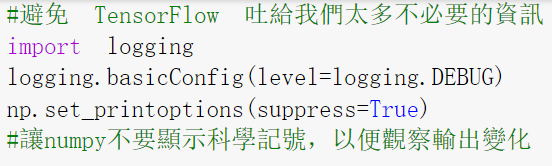 #避免 TensorFlow 吐給我們太多不必要的資訊
import logging
logging.basicConfig(level=logging.DEBUG)
np.set_printoptions(suppress=True)
#讓numpy不要顯示科學記號，以便觀察輸出變化